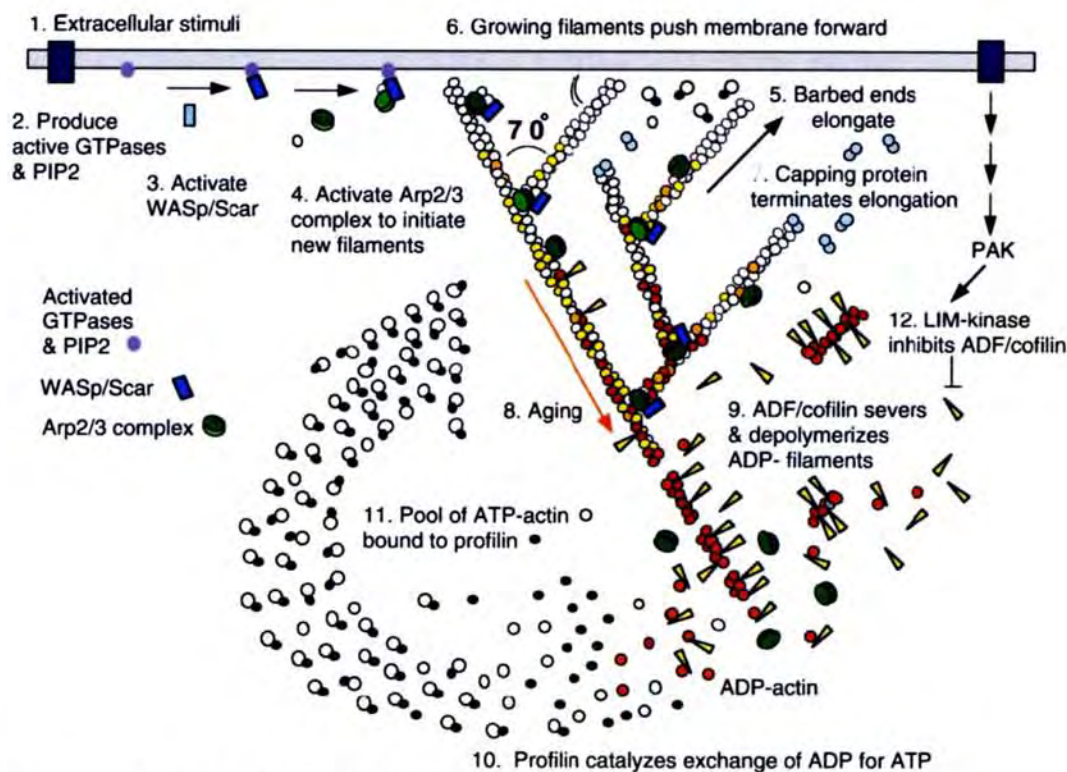 1. Extracellular stimuli
6. Growing filaments push membrane forward
2. Produce
active GTPases
& PIP2
3. Activate
WASp/Scar
4. Activate Arp2/3
complex to initiate
new filaments
70°
5. Barbed ends
elongate
7. Capping protein
terminates elongation
PAK
12. LIM-kinase
inhibits ADF/cofilin
Activated
GTPases
& PIP2
WASp/Scar
Arp2/3 complex
8. Aging
9. ADF/cofilin severs
& depolymerizes
ADP- filaments
11. Pool of ATP-actin
bound to profilin
ADP-actin
10. Profilin catalyzes exchange of ADP for ATP